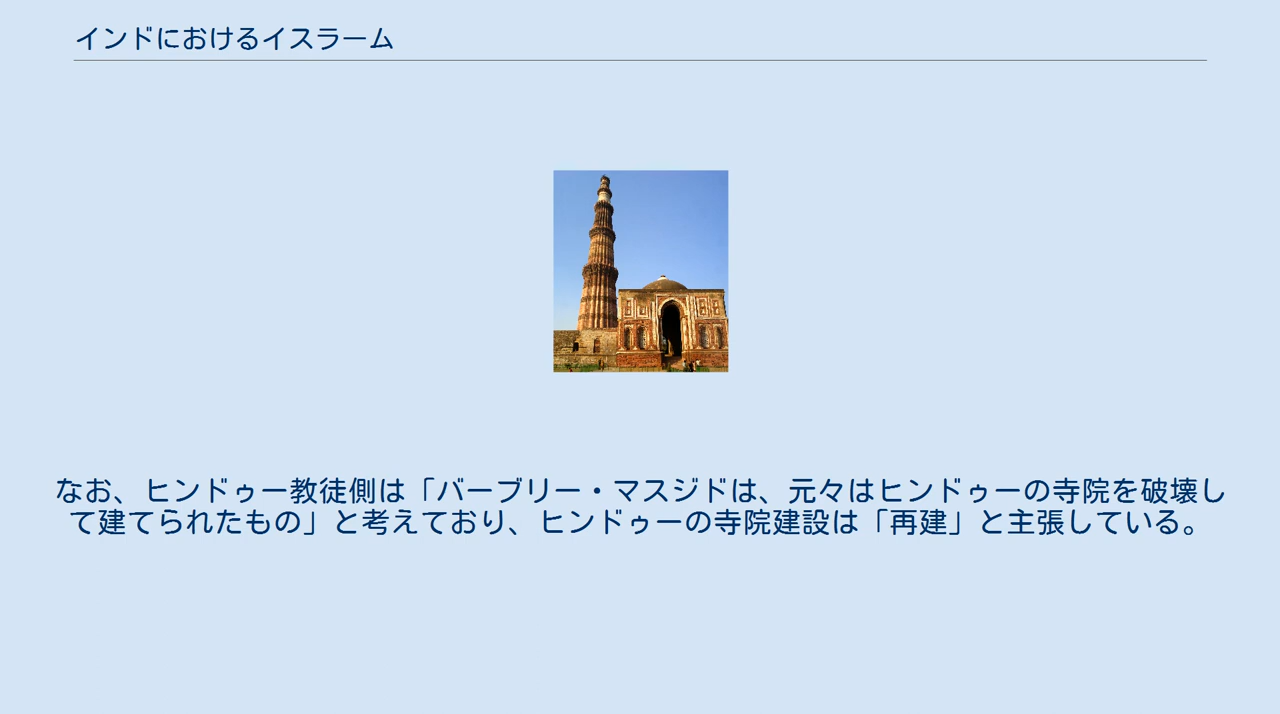 インドにおけるイスラーム
なお、ヒンドゥー教徒側は「バーブリー・マスジドは、元々はヒンドゥーの寺院を破壊し
て建てられたもの」と考えており、ヒンドゥーの寺院建設は「再建」と主張している。